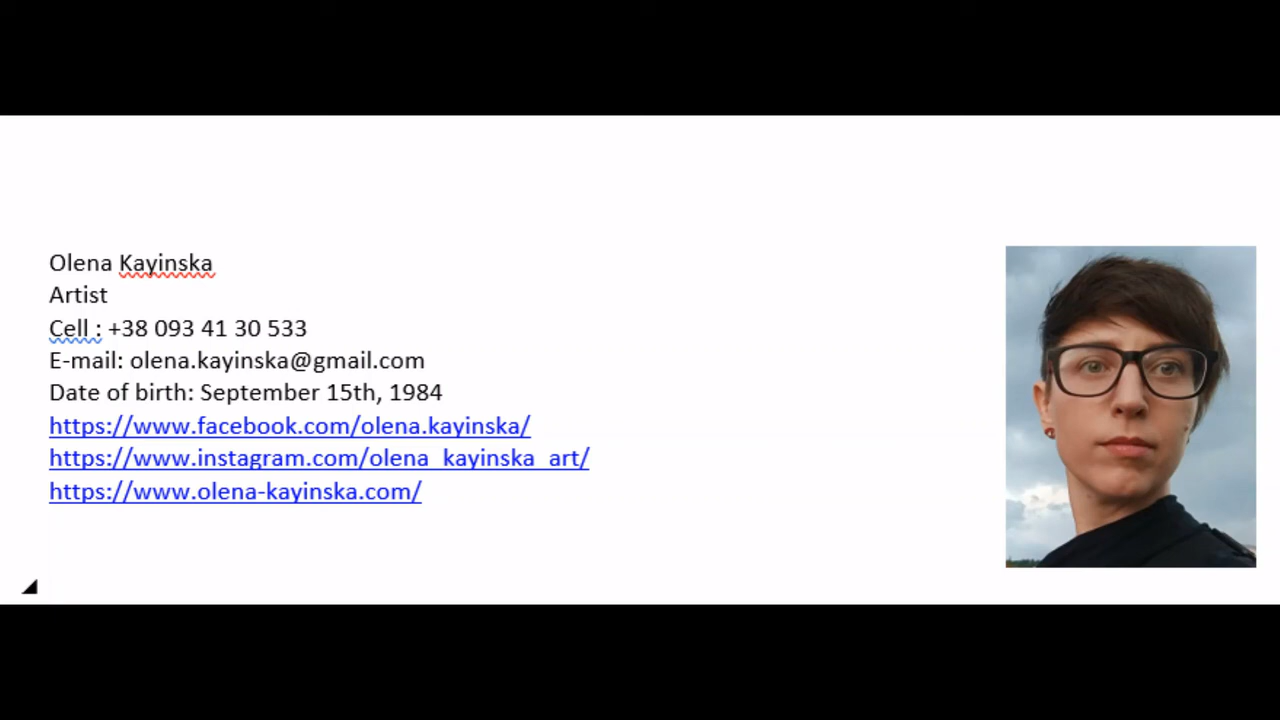 Olena Kayinska
Artist
Cell : +38 093 41 30 533
E-mail: olena.kayinska@gmail.com
Date of birth: September 15th, 1984
https://www.facebook.com/olena.kayinska/
https://www.instagram.com/olena_kayinska_art/
https://www.olena-kayinska.com/